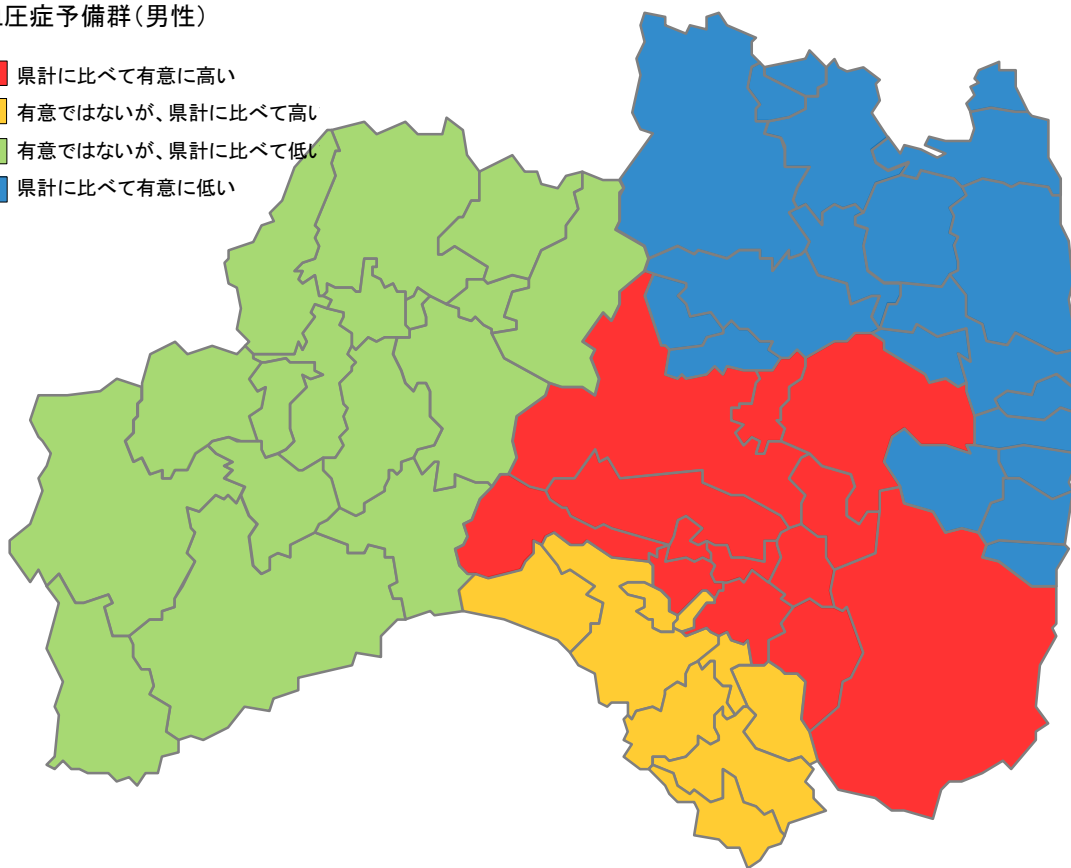 圧症予備群(男性)
県計に比べて有意に高い
有意ではないが、県計に比べて高い
有意ではないが、県計に比べて低い
県計に比べて有意に低い